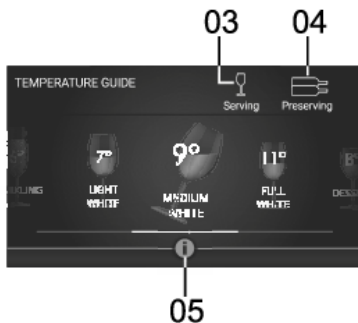 03 04
TEMPERATURE GUIDE
Serving Preserving
7° 9° 11°
LIGHT WHITE
MEDIUM WHITE
FULL WHITE
05